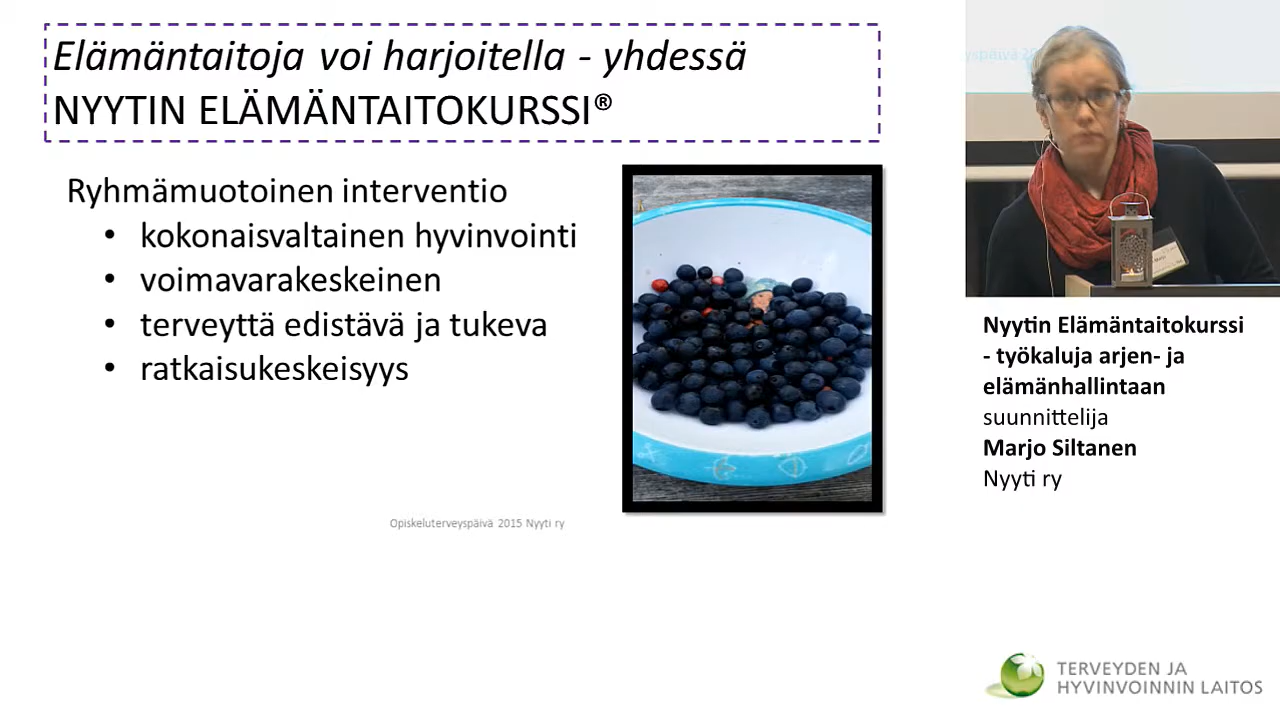 Elämäntaitoja voi harjoitella - yhdessä
NYYTIN ELÄMÄNTAITOKURSSI®
Ryhmämuotoinen interventio
• kokonaisvaltainen hyvinvointi
• voimavarakeskeinen
• terveyttä edistävä ja tukeva
• ratkaisukeskeisyys
Opiskeluterveyspäivä 2015 Nyyti ry
Nyytin Elämäntaitokurssi
- työkaluja arjen- ja
elämänhallintaan
suunnittelija
Marjo Siltanen
Nyyti ry
TERVEYDEN JA
HYVINVOINNIN LAITOS